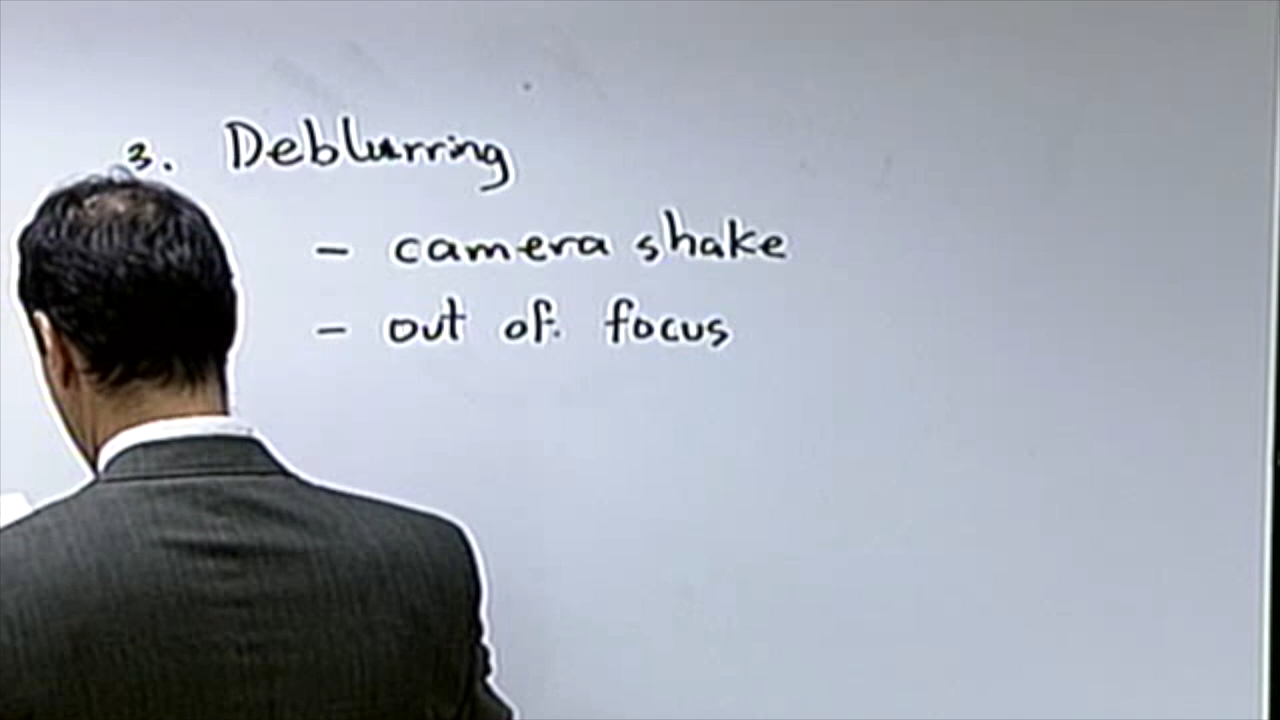 3. Deblurring
- camera shake
- out of focus